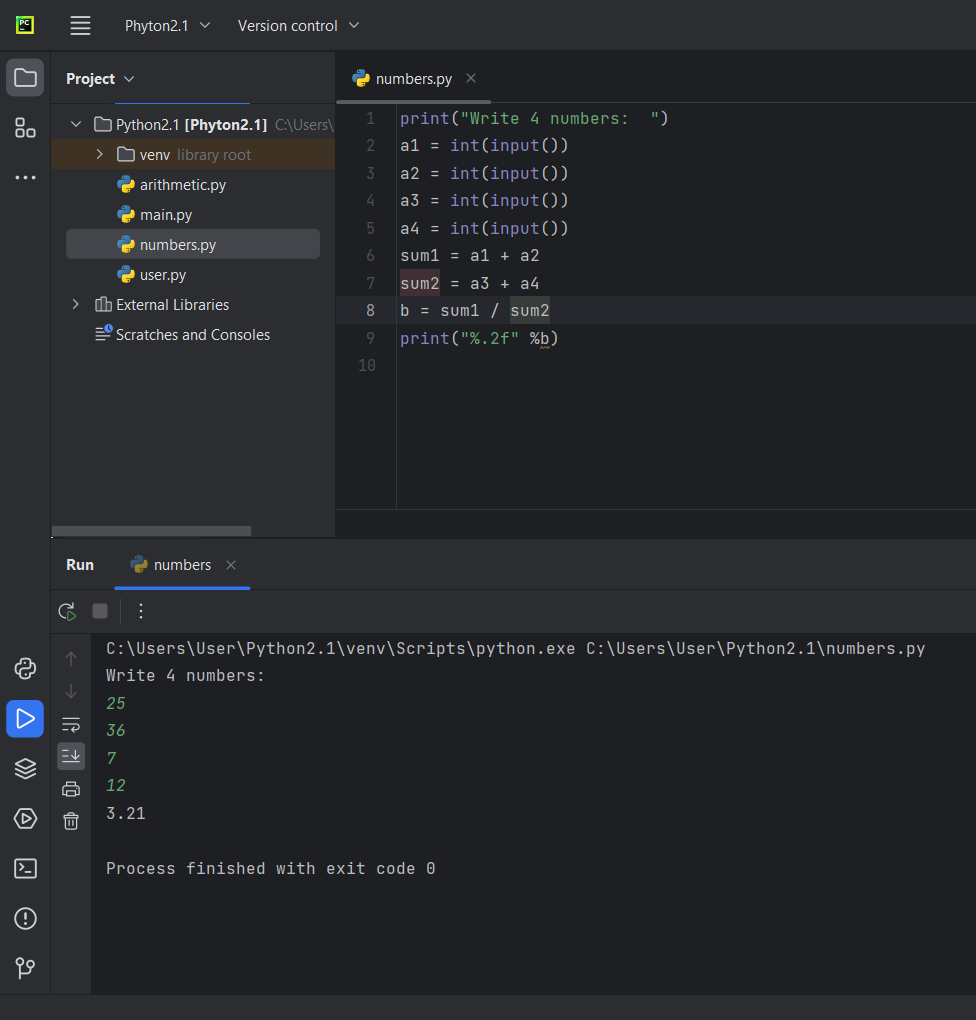 PC
Phyton2.1
Version control
Project
Python2.1 [Phyton2.1] C:\Users\
venv library root
arithmetic.py
main.py
numbers.py
user.py
External Libraries
Scratches and Consoles
numbers.py
1 print("Write 4 numbers:  ")
2 a1 = int(input())
3 a2 = int(input())
4 a3 = int(input())
5 a4 = int(input())
6 sum1 = a1 + a2
7 sum2 = a3 + a4
8 b = sum1 / sum2
9 print("%.2f" %b)
10
Run
numbers
C:\Users\User\Python2.1\venv\Scripts\python.exe C:\Users\User\Python2.1\numbers.py
Write 4 numbers:
25
36
7
12
3.21
Process finished with exit code 0